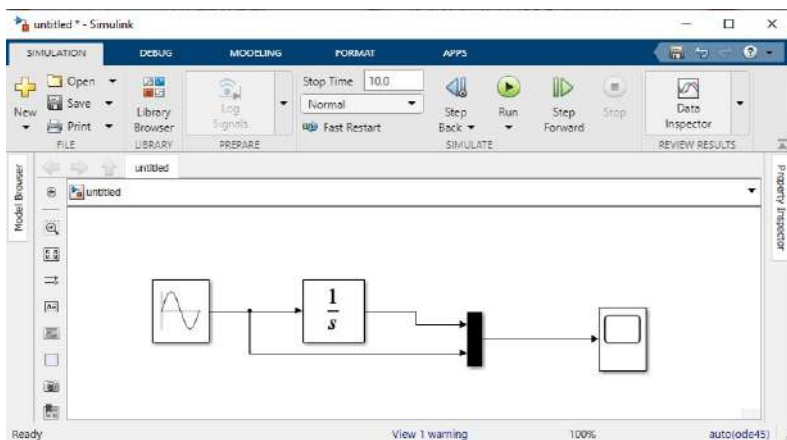 untitled * - Simulink
SIMULATION DEBUG MODELING FORMAT APPS
New
Open
Save
Print
FILE
Library Browser
LIBRARY
Log Signals
PREPARE
Stop Time 10.0
Normal
Fast Restart
Step Back
Run
Step Forward
Stop
SIMULATE
Data Inspector
REVIEW RESULTS
Model Browser
untitled
untitled
Property Inspector
1
s
Ready View 1 warning 100% auto(ode45)